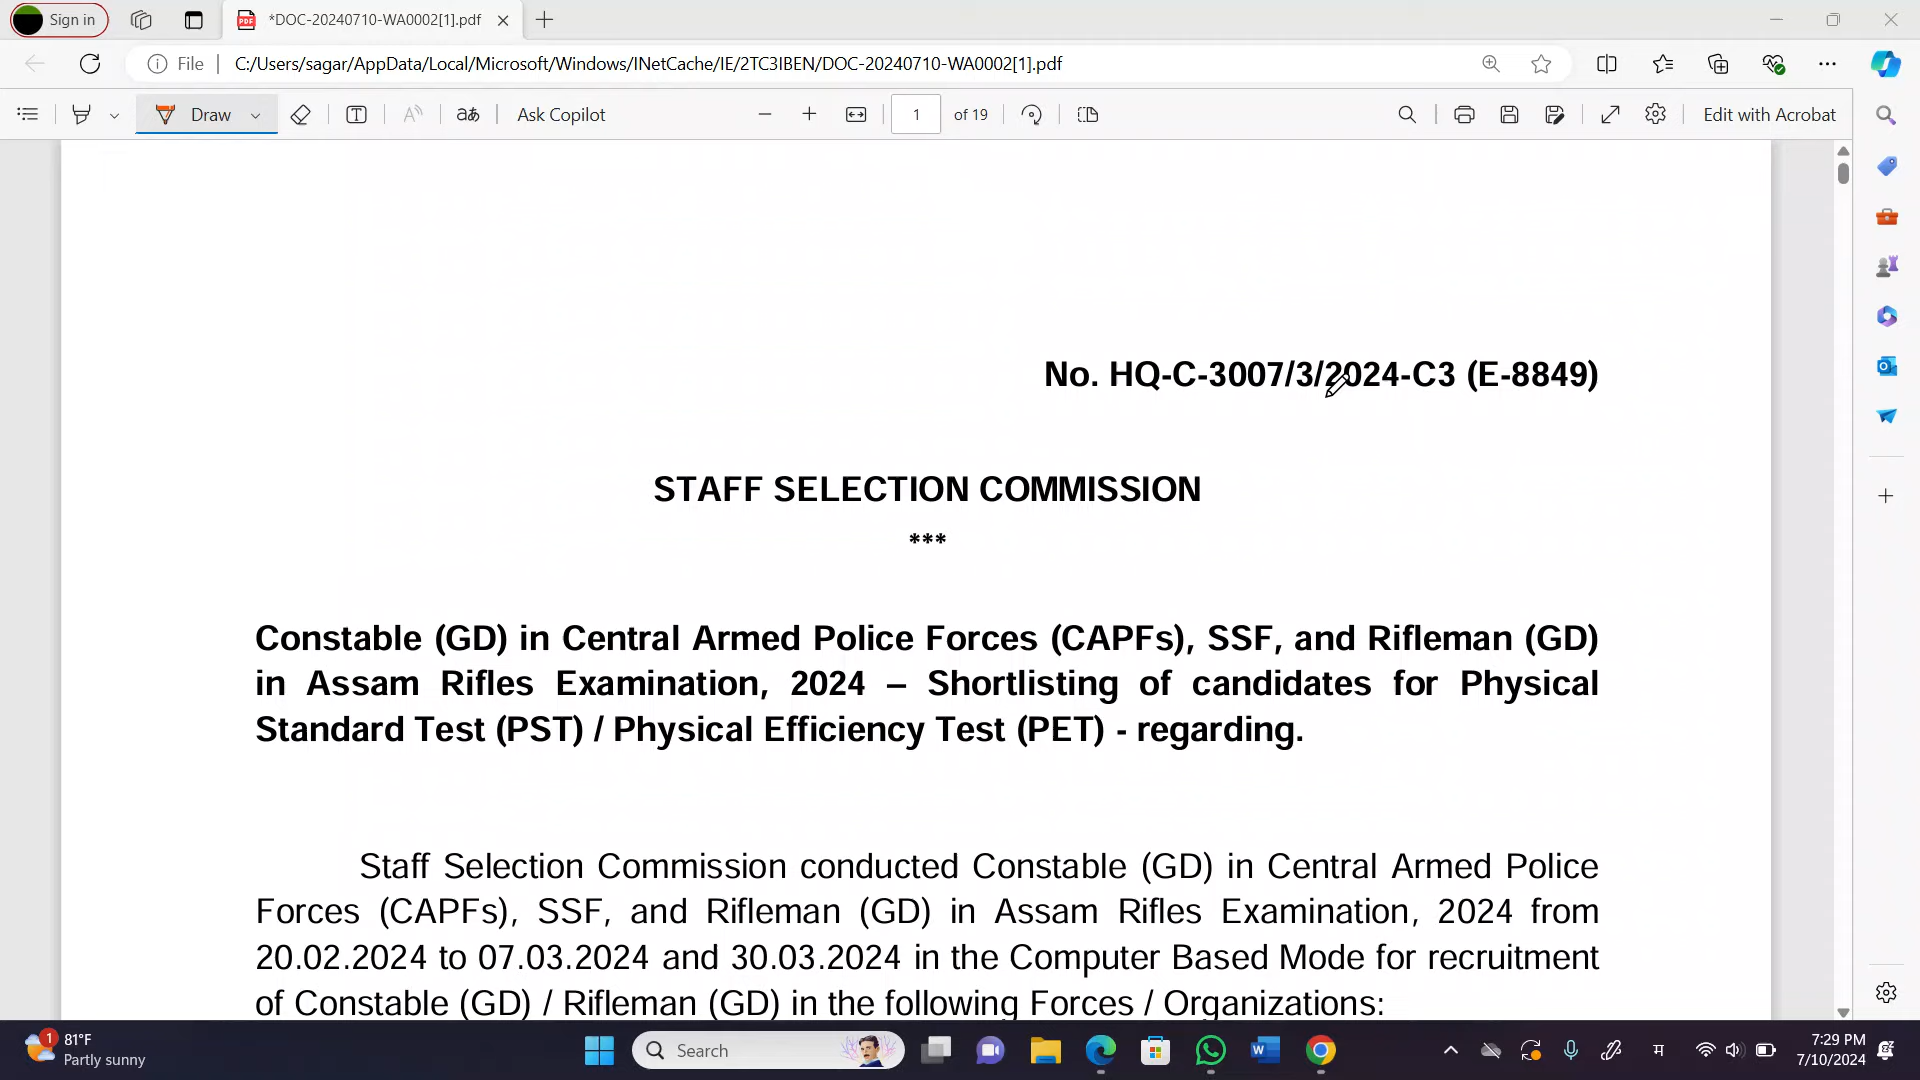 Sign in
*DOC-20240710-WA0002[1].pdf
File
C:/Users/sagar/AppData/Local/Microsoft/Windows/INetCache/IE/2TC3IBEN/DOC-20240710-WA0002[1].pdf
Draw
aあ
Ask Copilot
1 of 19
Edit with Acrobat
No. HQ-C-3007/3/2024-C3 (E-8849)
STAFF SELECTION COMMISSION
***
Constable (GD) in Central Armed Police Forces (CAPFs), SSF, and Rifleman (GD)
in Assam Rifles Examination, 2024 – Shortlisting of candidates for Physical
Standard Test (PST) / Physical Efficiency Test (PET) - regarding.
Staff Selection Commission conducted Constable (GD) in Central Armed Police
Forces (CAPFs), SSF, and Rifleman (GD) in Assam Rifles Examination, 2024 from
20.02.2024 to 07.03.2024 and 30.03.2024 in the Computer Based Mode for recruitment
of Constable (GD) / Rifleman (GD) in the following Forces / Organizations:
1
81°F
Partly sunny
Search
म
7:29 PM
7/10/2024